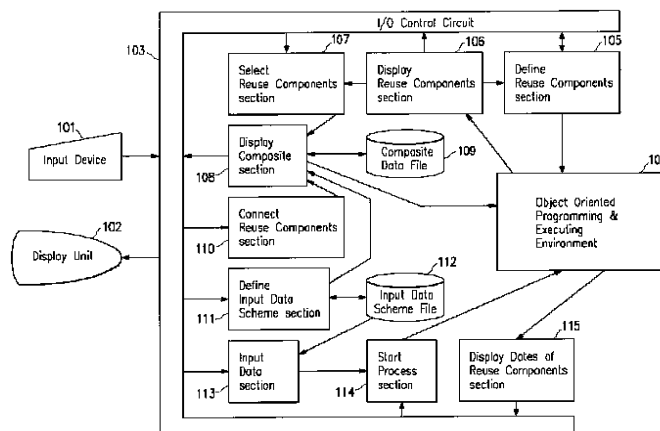 I/O Control Circuit
103
107
106
105
Select
Reuse Components
section
Display
Reuse Components
section
Define
Reuse Components
section
101
Input Device
Display
Composite
section
108
Composite
Data File
109
10
Object Oriented
Programming &
Executing
Environment
102
Display Unit
Connect
Reuse Components
section
110
Define
Input Data
Scheme section
111
112
Input Data
Scheme File
115
Input
Data
section
113
Start
Process
section
114
Display Dates of
Reuse Components
section